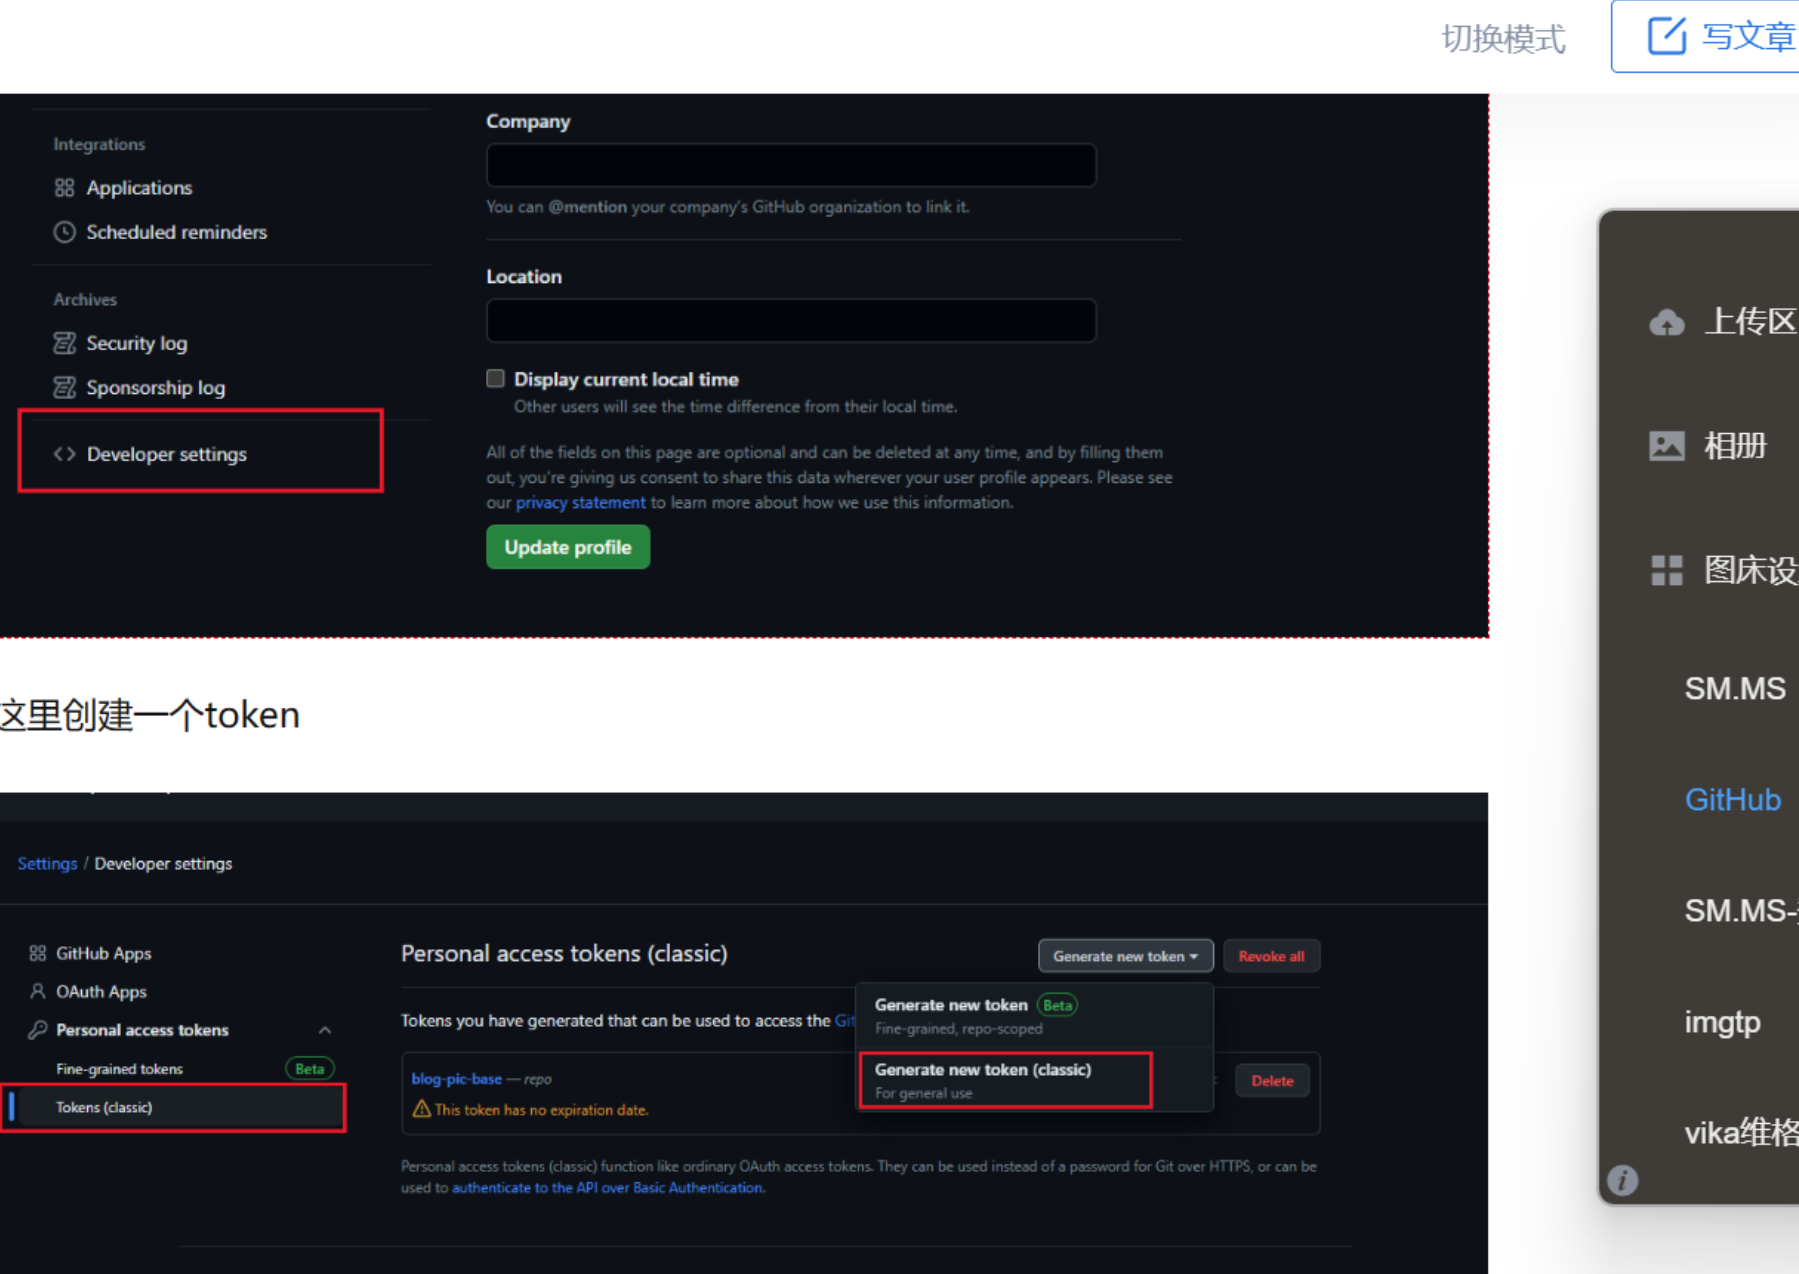 切换模式
写文章
Integrations
Applications
Scheduled reminders
Archives
Security log
Sponsorship log
Developer settings
Company
You can @mention your company's GitHub organization to link it.
Location
Display current local time
Other users will see the time difference from their local time.
All of the fields on this page are optional and can be deleted at any time, and by filling them
out, you're giving us consent to share this data wherever your user profile appears. Please see
our privacy statement to learn more about how we use this information.
Update profile
这里创建一个token
Settings / Developer settings
GitHub Apps
OAuth Apps
Personal access tokens
Fine-grained tokens Beta
Tokens (classic)
Personal access tokens (classic)
Generate new token
Revoke all
Tokens you have generated that can be used to access the Git
Generate new token Beta
Fine-grained, repo-scoped
Generate new token (classic)
For general use
blog-pic-base — repo
This token has no expiration date.
Delete
Personal access tokens (classic) function like ordinary OAuth access tokens. They can be used instead of a password for Git over HTTPS, or can be
used to authenticate to the API over Basic Authentication.
上传区
相册
图床设
SM.MS
GitHub
SM.MS-
imgtp
vika维格